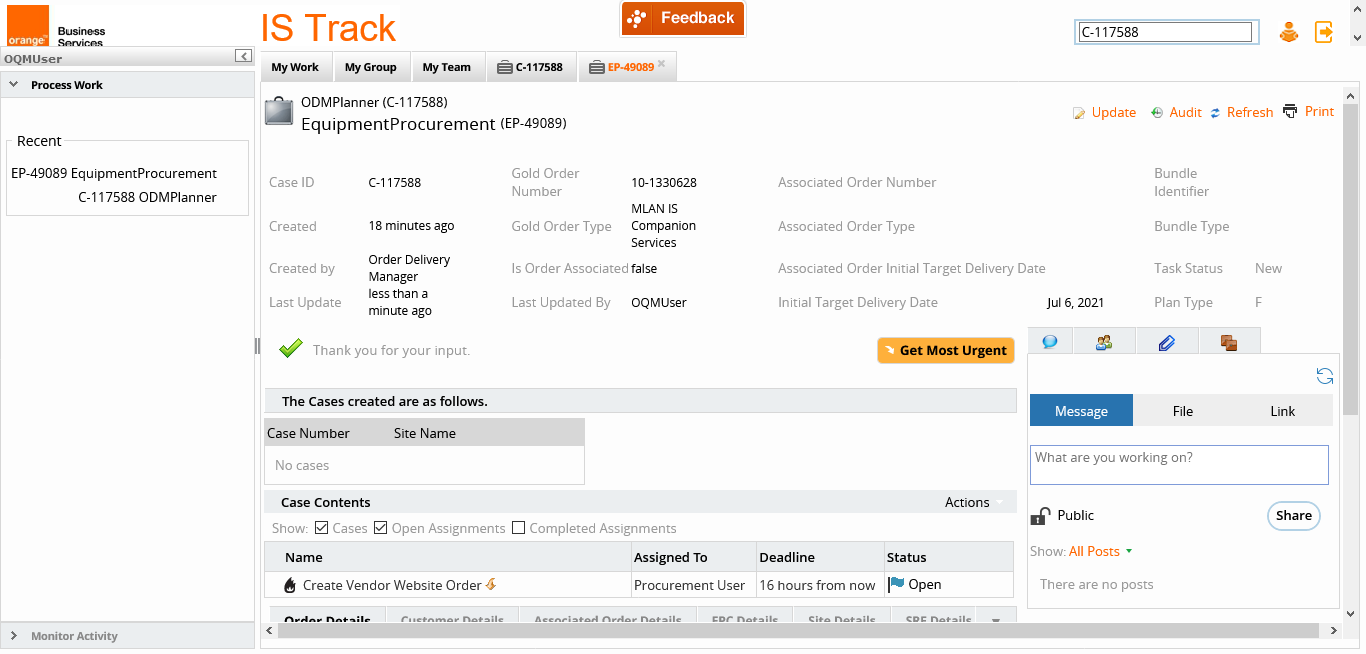 orange™
Business
Services
IS Track
Feedback
C-117588
OQMUser
Process Work
Recent
EP-49089 EquipmentProcurement
C-117588 ODMPlanner
Monitor Activity
My Work
My Group
My Team
C-117588
EP-49089
ODMPlanner (C-117588)
EquipmentProcurement (EP-49089)
Update
Audit
Refresh
Print
Case ID
C-117588
Gold Order
Number
10-1330628
Associated Order Number
Bundle
Identifier
Created
18 minutes ago
Gold Order Type
MLAN IS
Companion
Services
Associated Order Type
Bundle Type
Created by
Order Delivery
Manager
Is Order Associated
false
Associated Order Initial Target Delivery Date
Task Status
New
Last Update
less than a
minute ago
Last Updated By
OQMUser
Initial Target Delivery Date
Jul 6, 2021
Plan Type
F
Thank you for your input.
Get Most Urgent
The Cases created are as follows.
Case Number
Site Name
No cases
Case Contents
Actions
Show:
Cases
Open Assignments
Completed Assignments
Name
Assigned To
Deadline
Status
Create Vendor Website Order
Procurement User
16 hours from now
Open
Order Details
Customer Details
Associated Order Details
EPC Details
Site Details
SRF Details
Message
File
Link
What are you working on?
Public
Share
Show: All Posts
There are no posts